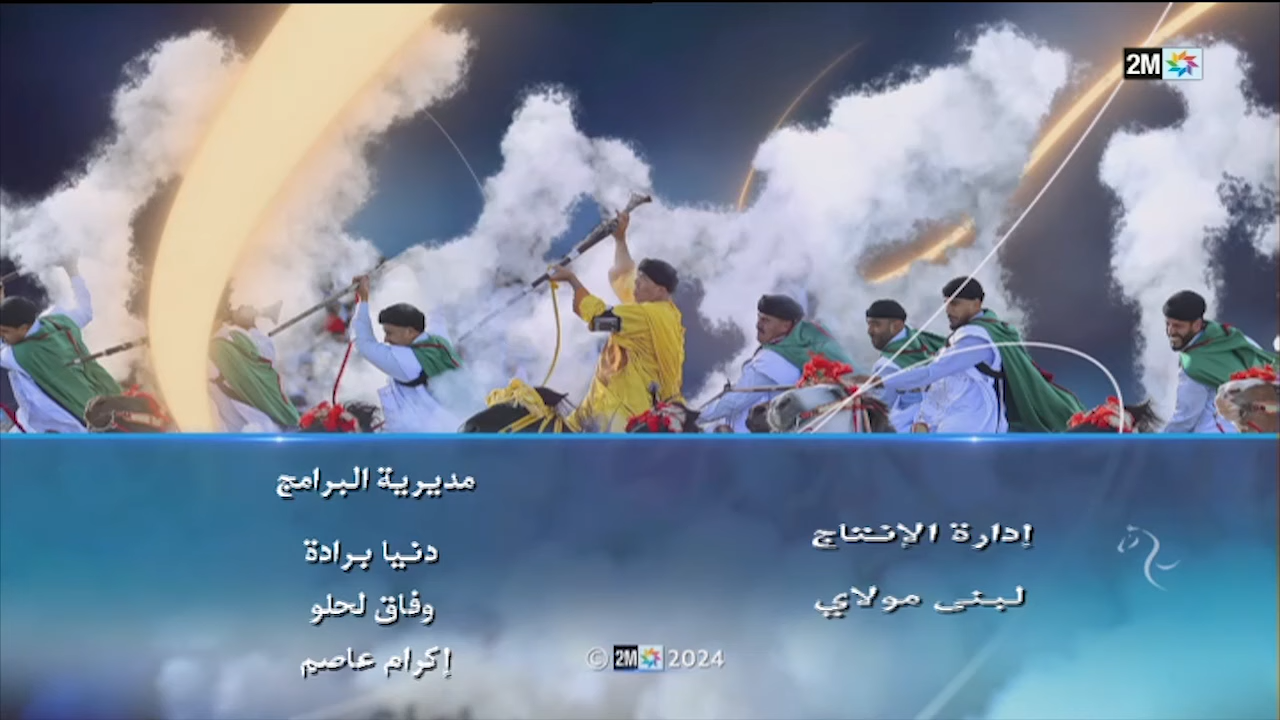 2M
إدارة الإنتاج
لبنى مولاي
مديرية البرامج
دنيا برادة
وفاق لحلو
إكرام عاصم
© 2M 2024